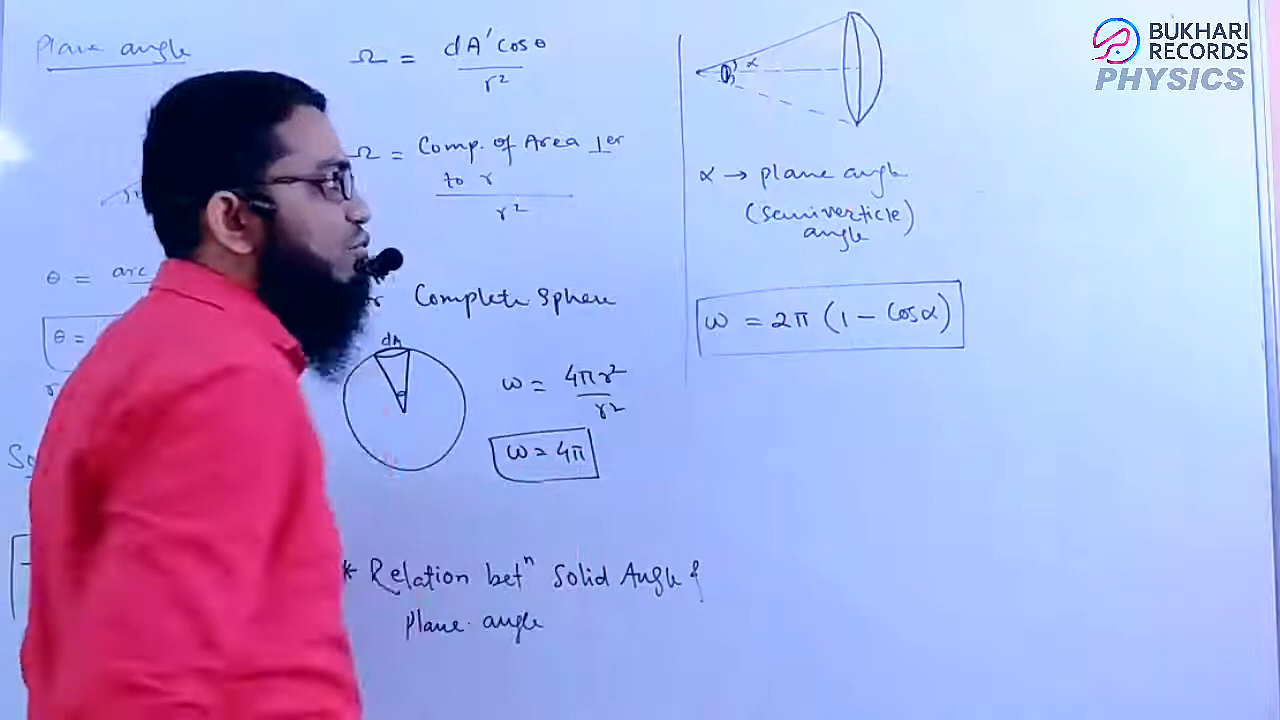 Plane angle
θ = arc
θ =
Ω = dA' Cos θ
r²
Ω = Comp. of Area ⊥er
to r
r²
Complete Sphere
dA
ω = 4πr²
r²
ω = 4π
* Relation betⁿ Solid Angle &
Plane angle
α
α → plane angle
(Semiverticle)
angle
ω = 2π (1 - Cosα)
BUKHARI
RECORDS
PHYSICS